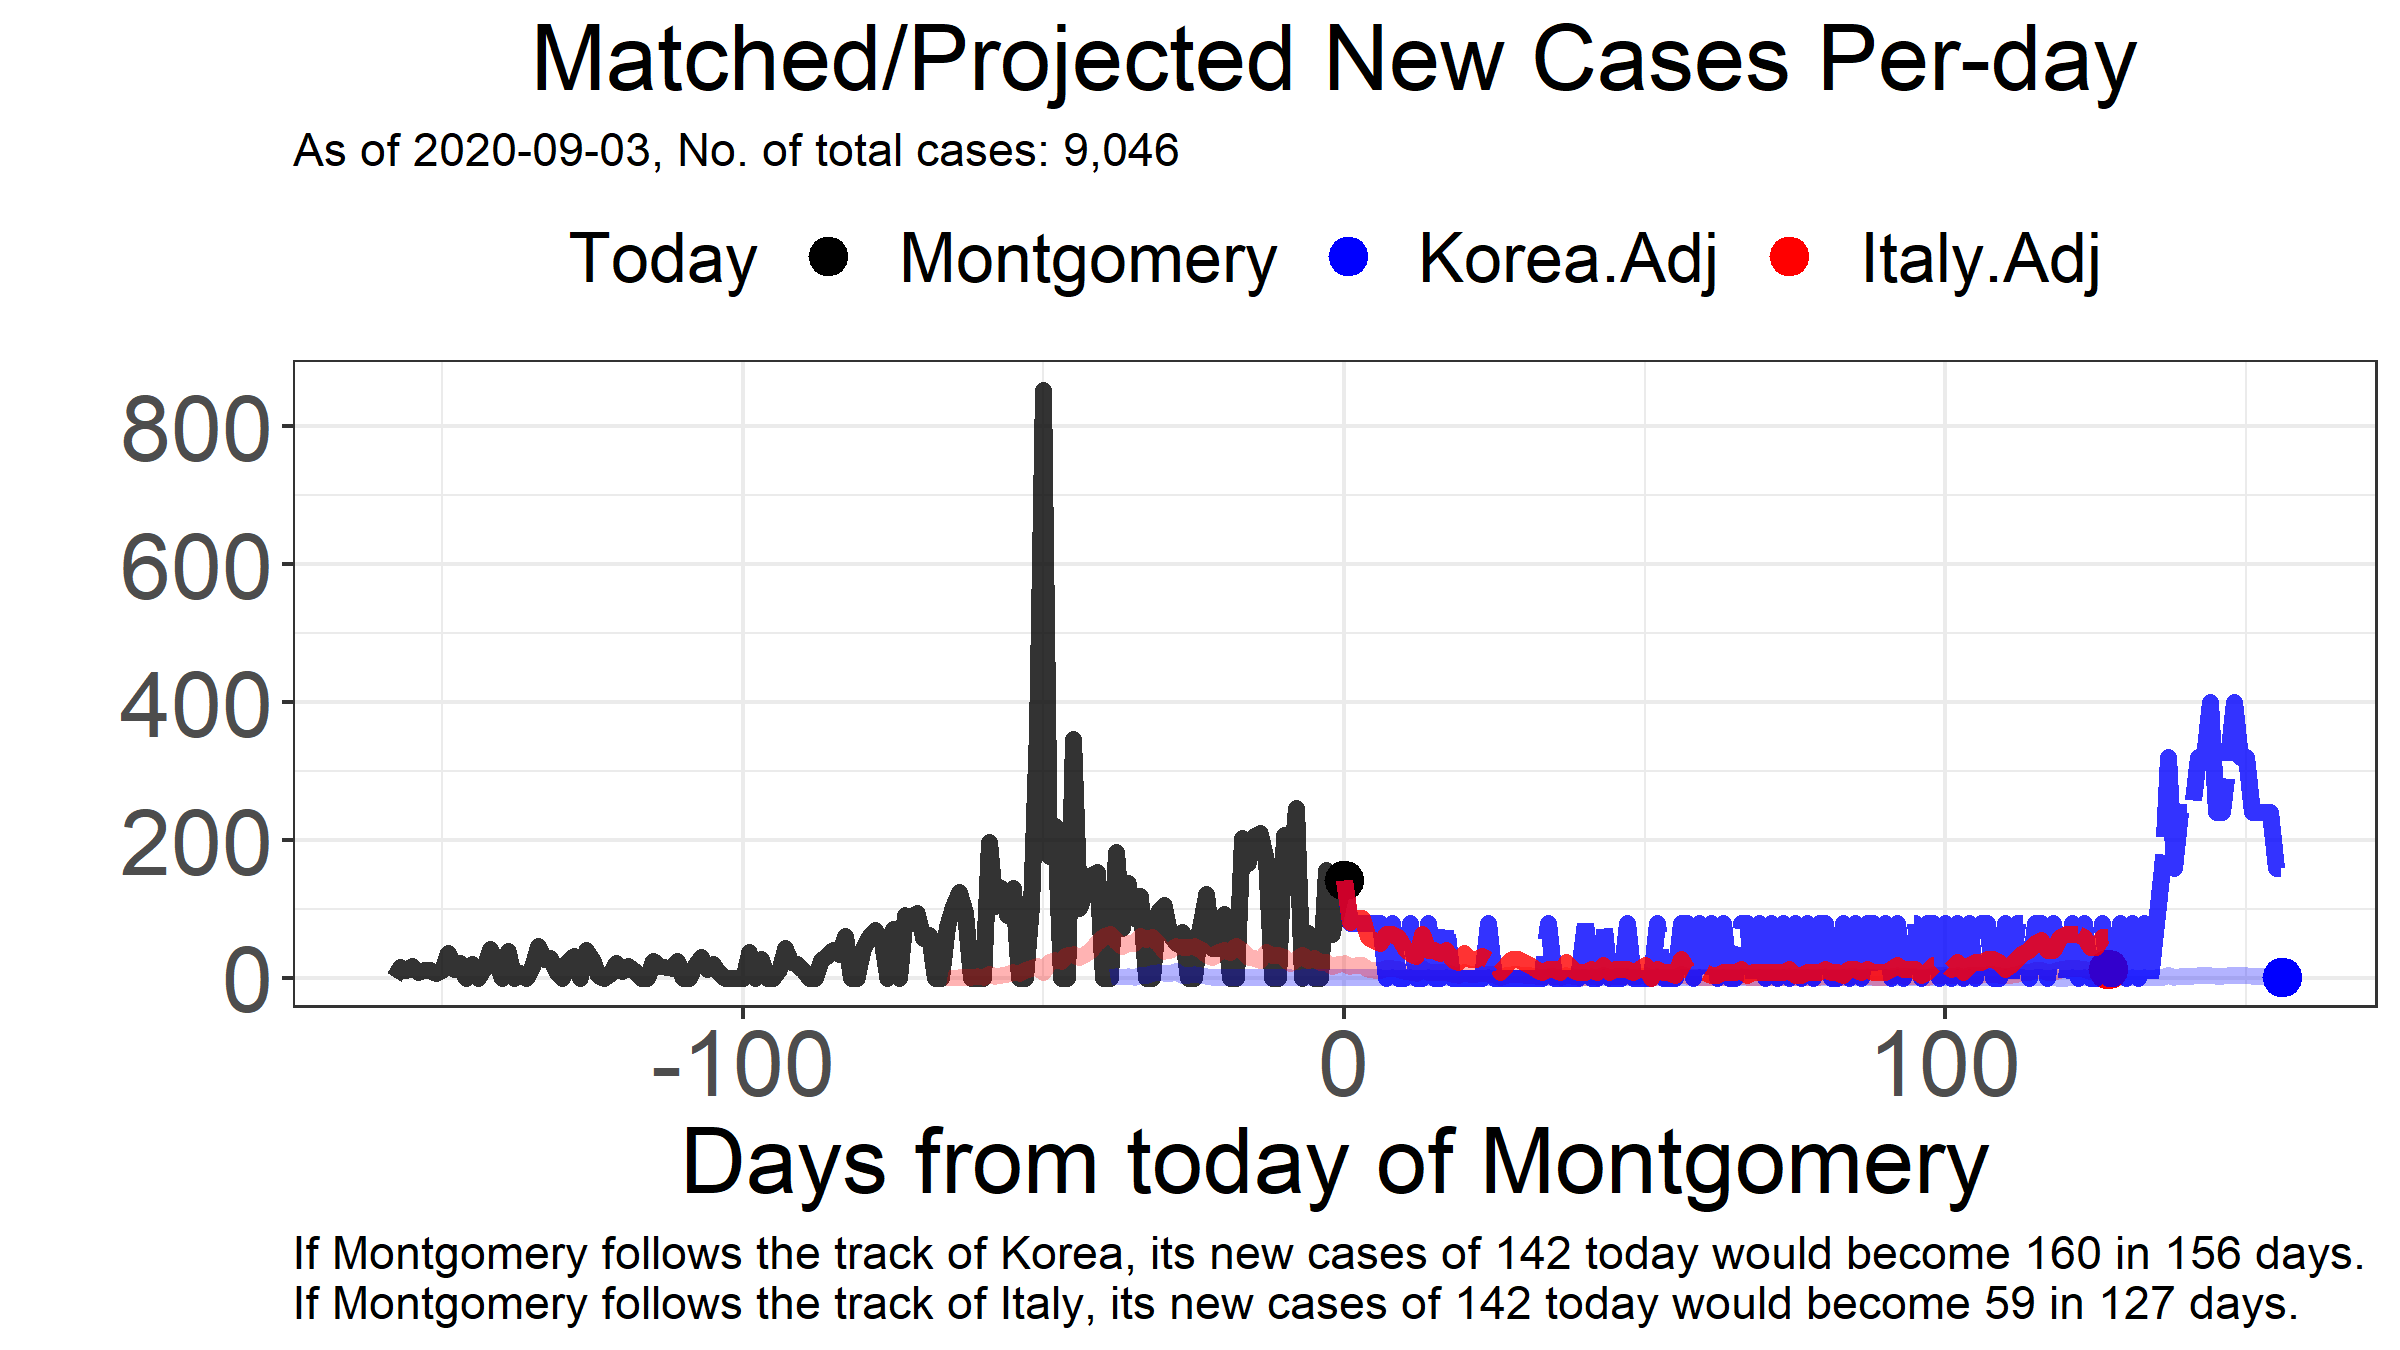 Matched/Projected New Cases Per-day
As of 2020-09-03, No. of total cases: 9,046
Today Montgomery Korea.Adj Italy.Adj
800
600
400
200
0
-100 0 100
Days from today of Montgomery
If Montgomery follows the track of Korea, its new cases of 142 today would become 160 in 156 days.
If Montgomery follows the track of Italy, its new cases of 142 today would become 59 in 127 days.